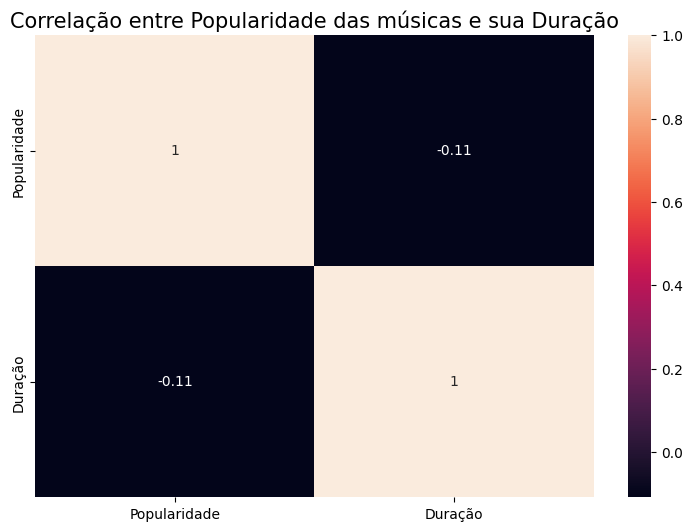 Correlação entre Popularidade das músicas e sua Duração
Popularidade
1
-0.11
Duração
-0.11
1
Popularidade
Duração
1.0
0.8
0.6
0.4
0.2
0.0